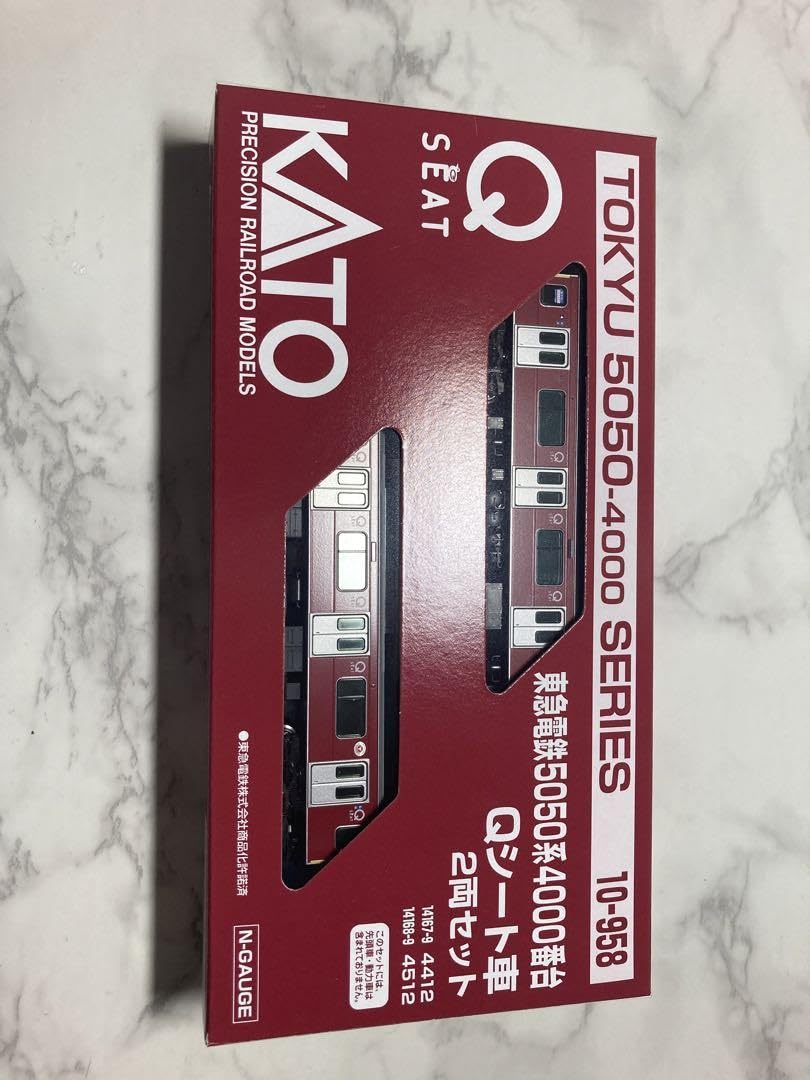 TOKYU 5050-4000 SERIES 10-958
Q
SEAT
KATO
PRECISION RAILROAD MODELS
東急電鉄5050系4000番台
Qシート車
2両セット
14167-9 4412
14168-9 4512
このセットには、
先頭車・動力車は
含まれておりません。
●東急電鉄株式会社商品化許諾済
N-GAUGE